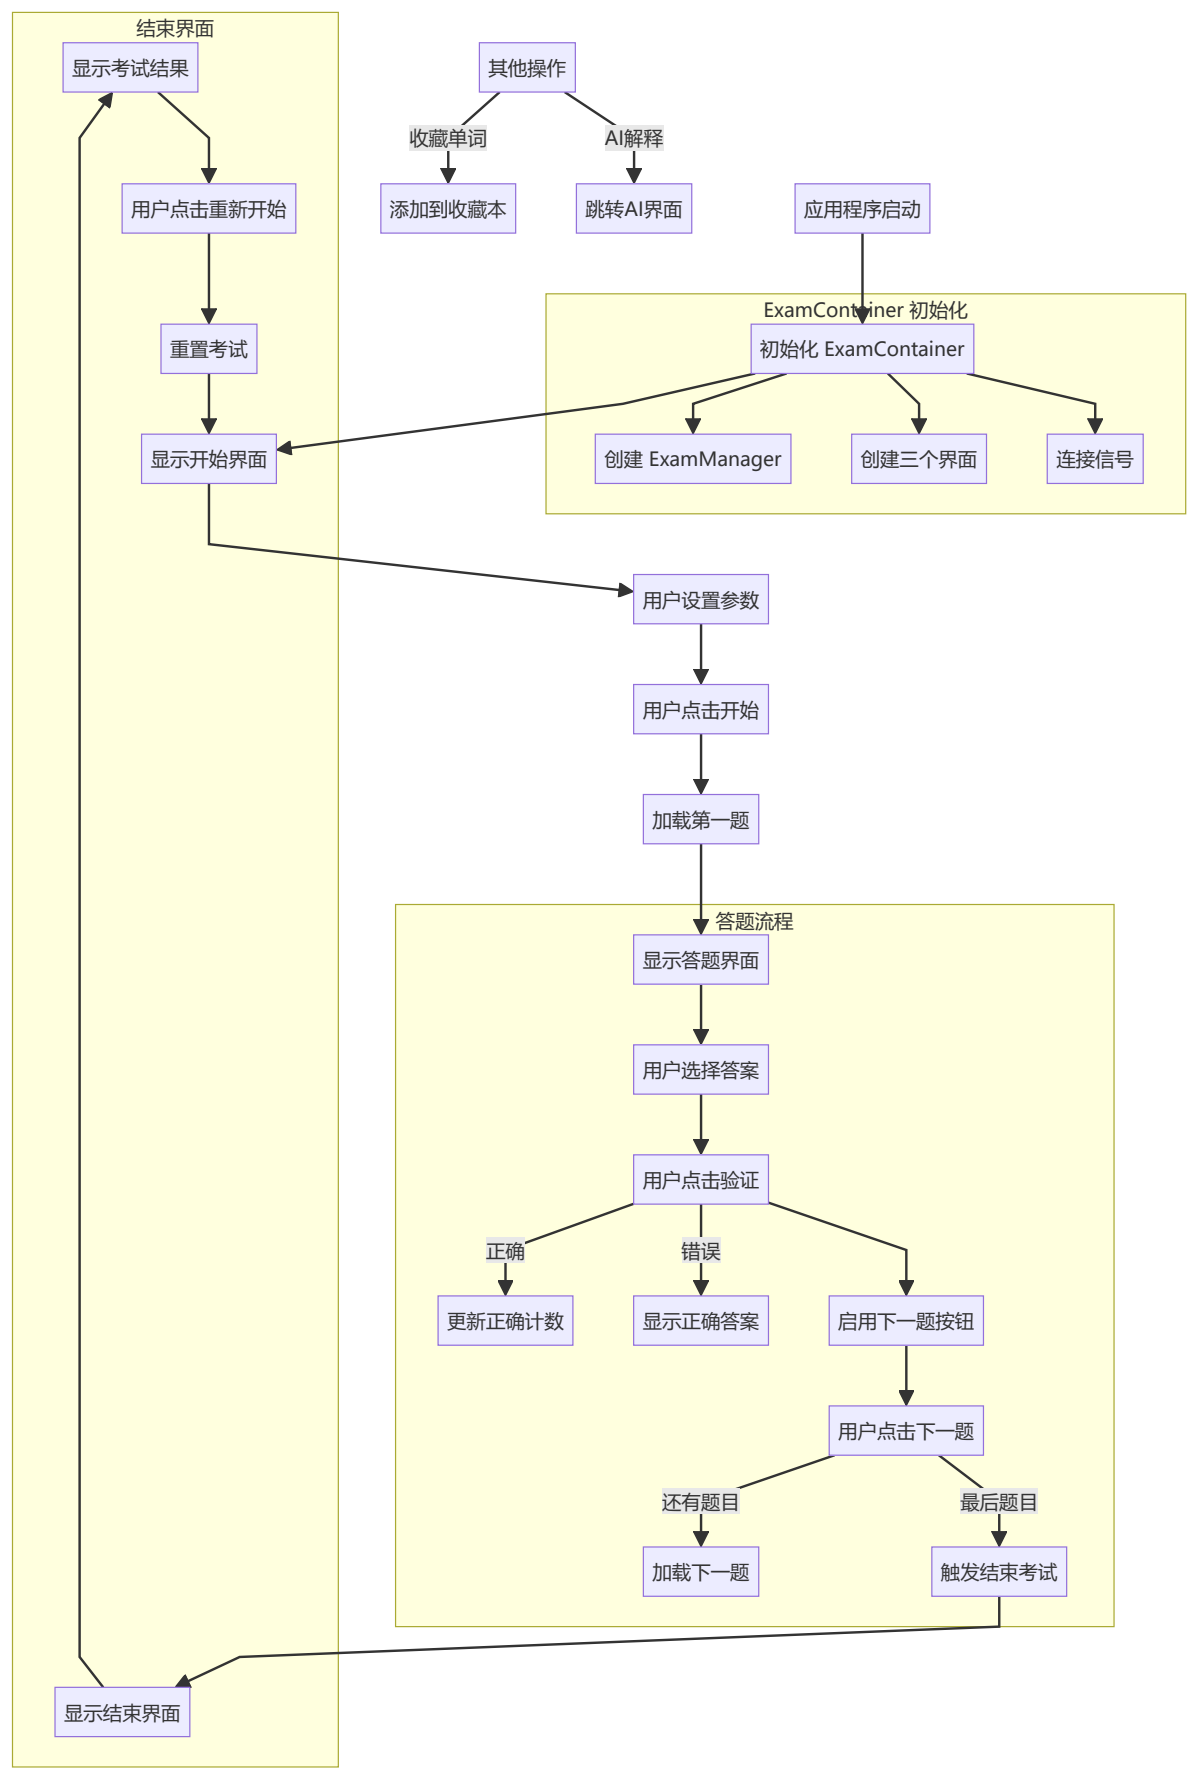 结束界面
显示考试结果
用户点击重新开始
重置考试
显示开始界面
其他操作
收藏单词
AI解释
添加到收藏本
跳转AI界面
应用程序启动
ExamContainer 初始化
初始化 ExamContainer
创建 ExamManager
创建三个界面
连接信号
用户设置参数
用户点击开始
加载第一题
答题流程
显示答题界面
用户选择答案
用户点击验证
正确
错误
更新正确计数
显示正确答案
启用下一题按钮
用户点击下一题
还有题目
最后题目
加载下一题
触发结束考试
显示结束界面